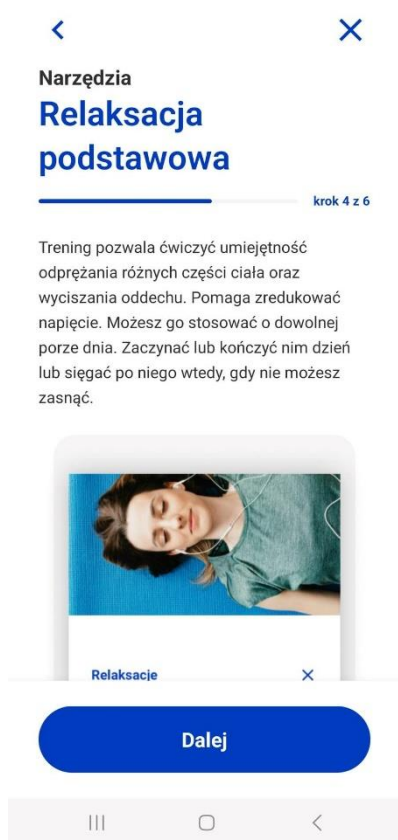 Narzędzia
Relaksacja
podstawowa
krok 4 z 6
Trening pozwala ćwiczyć umiejętność
odprężania różnych części ciała oraz
wyciszania oddechu. Pomaga zredukować
napięcie. Możesz go stosować o dowolnej
porze dnia. Zaczynać lub kończyć nim dzień
lub sięgać po niego wtedy, gdy nie możesz
zasnąć.
Relaksacje
Dalej